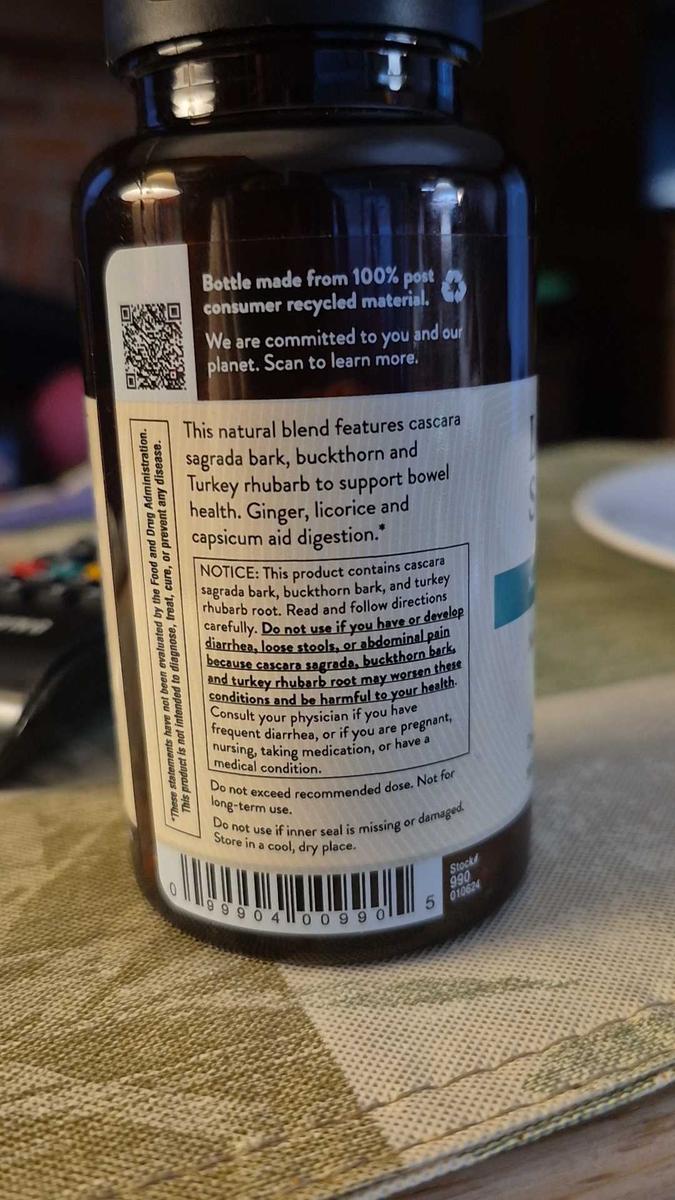 Bottle made from 100% post
consumer recycled material.
We are committed to you and our
planet. Scan to learn more.
This natural blend features cascara
sagrada bark, buckthorn and
Turkey rhubarb to support bowel
health. Ginger, licorice and
capsicum aid digestion.*
NOTICE: This product contains cascara
sagrada bark, buckthorn bark, and turkey
rhubarb root. Read and follow directions
carefully. Do not use if you have or develop
diarrhea, loose stools, or abdominal pain
because cascara sagrada, buckthorn bark,
and turkey rhubarb root may worsen these
conditions and be harmful to your health.
Consult your physician if you have
frequent diarrhea, or if you are pregnant,
nursing, taking medication, or have a
medical condition.
Do not exceed recommended dose. Not for
long-term use.
Do not use if inner seal is missing or damaged.
Store in a cool, dry place.
*These statements have not been evaluated by the Food and Drug Administration.
This product is not intended to diagnose, treat, cure, or prevent any disease.
0 99904 00990 5
Stock#
990
010624